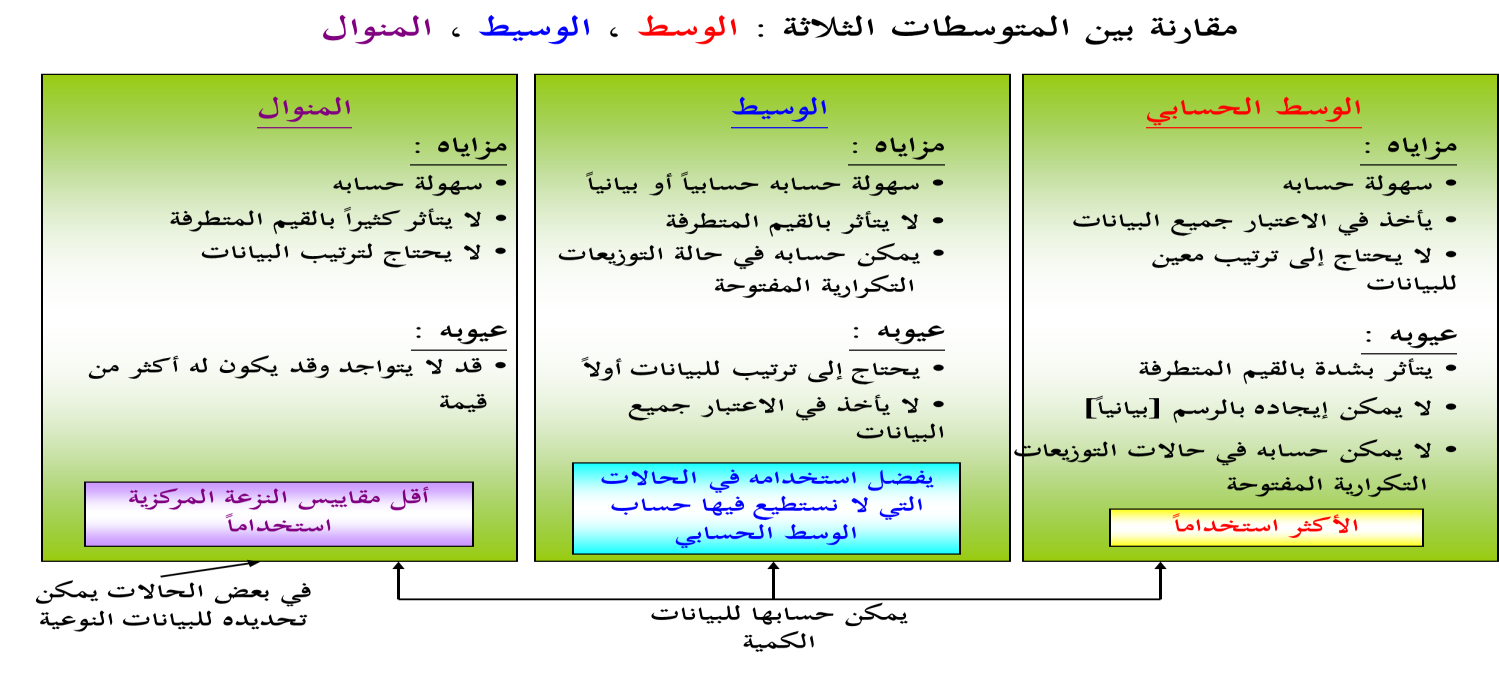 مقارنة بين المتوسطات الثلاثة : الوسط ، الوسيط ، المنوال
الوسط الحسابي
مزاياه :
• سهولة حسابه
• يأخذ في الاعتبار جميع البيانات
• لا يحتاج إلى ترتيب معين
للبيانات
عيوبه :
• يتأثر بشدة بالقيم المتطرفة
• لا يمكن إيجاده بالرسم [بيانياً]
• لا يمكن حسابه في حالات التوزيعات
التكرارية المفتوحة
الأكثر استخداماً
الوسيط
مزاياه :
• سهولة حسابه حسابياً أو بيانياً
• لا يتأثر بالقيم المتطرفة
• يمكن حسابه في حالة التوزيعات
التكرارية المفتوحة
عيوبه :
• يحتاج إلى ترتيب للبيانات أولاً
• لا يأخذ في الاعتبار جميع
البيانات
يفضل استخدامه في الحالات
التي لا نستطيع فيها حساب
الوسط الحسابي
المنوال
مزاياه :
• سهولة حسابه
• لا يتأثر كثيراً بالقيم المتطرفة
• لا يحتاج لترتيب البيانات
عيوبه :
• قد لا يتواجد وقد يكون له أكثر من
قيمة
أقل مقاييس النزعة المركزية
استخداماً
يمكن حسابها للبيانات
الكمية
في بعض الحالات يمكن
تحديده للبيانات النوعية